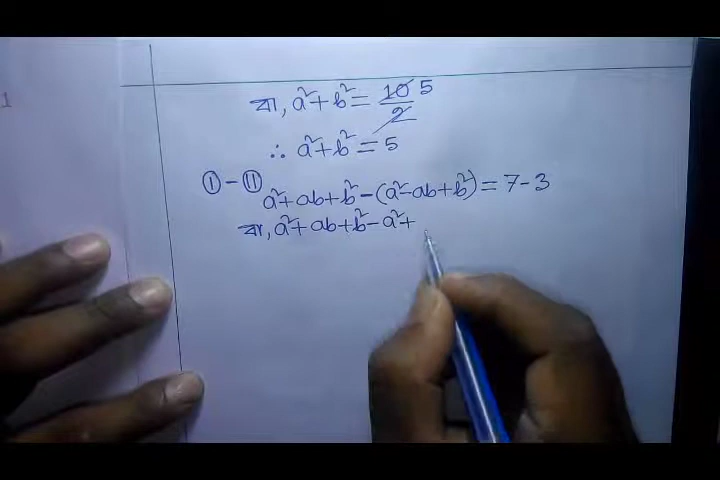 1
বা, a² + b² = 10/2 5
∴ a² + b² = 5
Ⅰ - Ⅱ a² + ab + b² - (a² - ab + b²) = 7 - 3
বা, a² + ab + b² - a² +